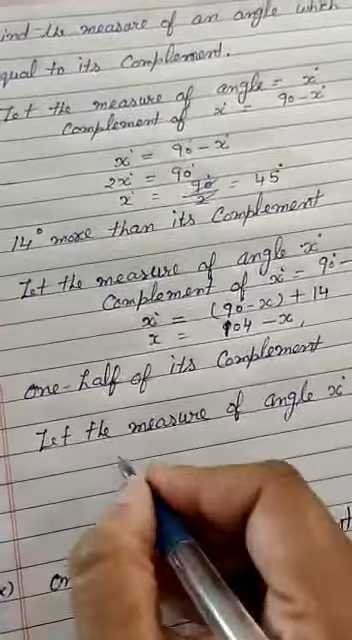 ind the measure of an angle which
qual to its complement.
Let the measure of angle = x°
Complement of x° = 90 - x°
x° = 90 - x°
2x° = 90°
x° = 90°/2 = 45°
14° more than its Complement
Let the measure of angle x°
Complement of x° = 90° -
x° = (90 - x) + 14
x = 104 - x,
one-half of its Complement
Let the measure of angle x°
x) On